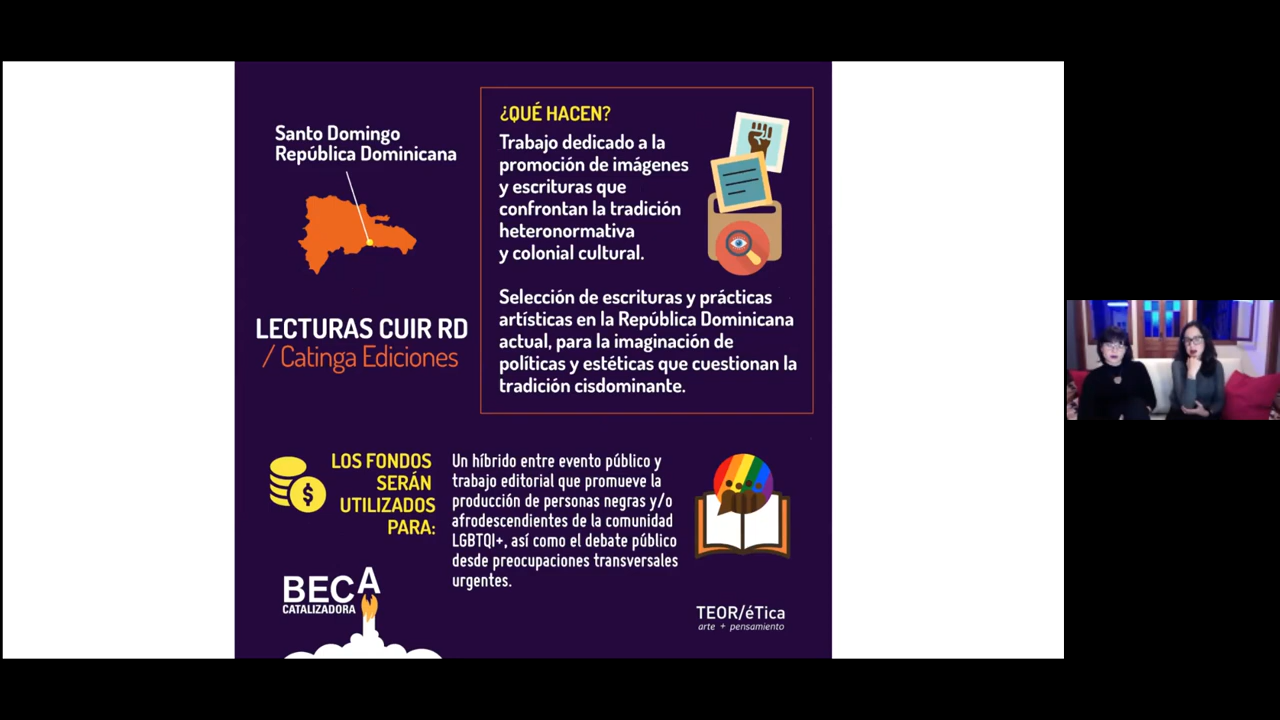 Santo Domingo
República Dominicana
LECTURAS CUIR RD
/ Catinga Ediciones
¿QUÉ HACEN?
Trabajo dedicado a la
promoción de imágenes
y escrituras que
confrontan la tradición
heteronormativa
y colonial cultural.
Selección de escrituras y prácticas
artísticas en la República Dominicana
actual, para la imaginación de
políticas y estéticas que cuestionan la
tradición cisdominante.
$
LOS FONDOS
SERÁN
UTILIZADOS
PARA:
Un híbrido entre evento público y
trabajo editorial que promueve la
producción de personas negras y/o
afrodescendientes de la comunidad
LGBTQI+, así como el debate público
desde preocupaciones transversales
urgentes.
BECA
CATALIZADORA
TEOR/éTica
arte + pensamiento